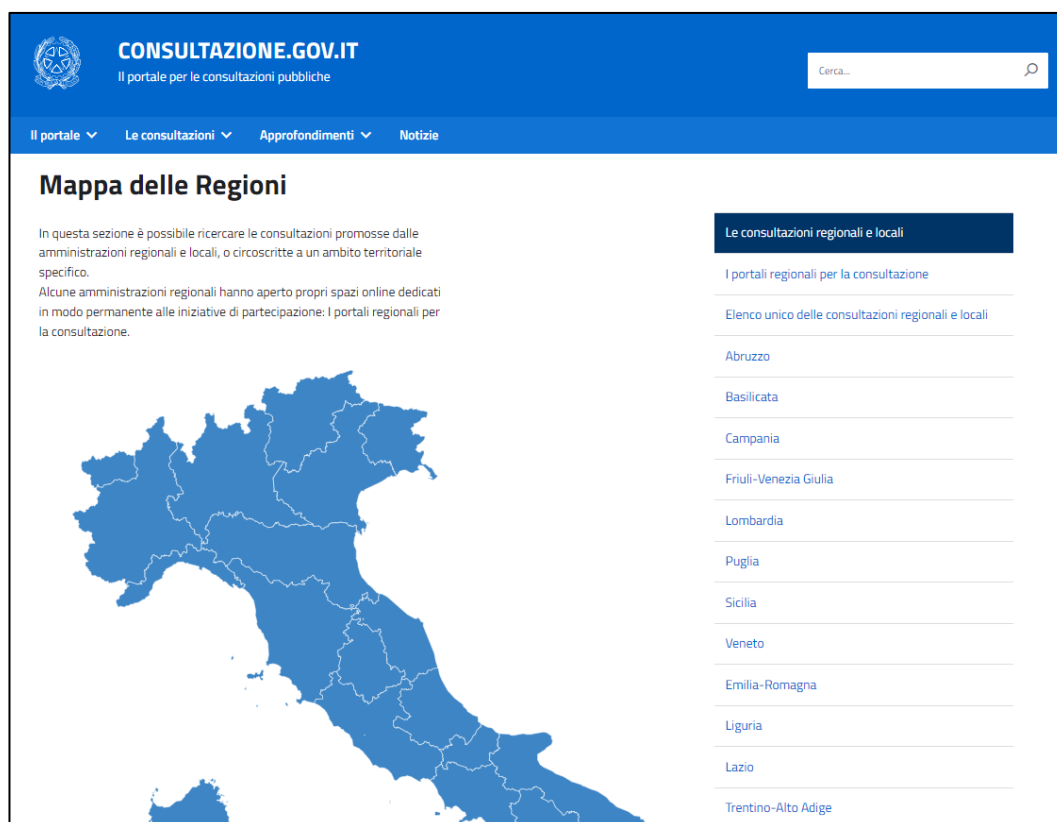 CONSULTAZIONE.GOV.IT
Il portale per le consultazioni pubbliche
Cerca...
Il portale
Le consultazioni
Approfondimenti
Notizie
Mappa delle Regioni
In questa sezione è possibile ricercare le consultazioni promosse dalle
amministrazioni regionali e locali, o circoscritte a un ambito territoriale
specifico.
Alcune amministrazioni regionali hanno aperto propri spazi online dedicati
in modo permanente alle iniziative di partecipazione: I portali regionali per
la consultazione.
Le consultazioni regionali e locali
I portali regionali per la consultazione
Elenco unico delle consultazioni regionali e locali
Abruzzo
Basilicata
Campania
Friuli-Venezia Giulia
Lombardia
Puglia
Sicilia
Veneto
Emilia-Romagna
Liguria
Lazio
Trentino-Alto Adige